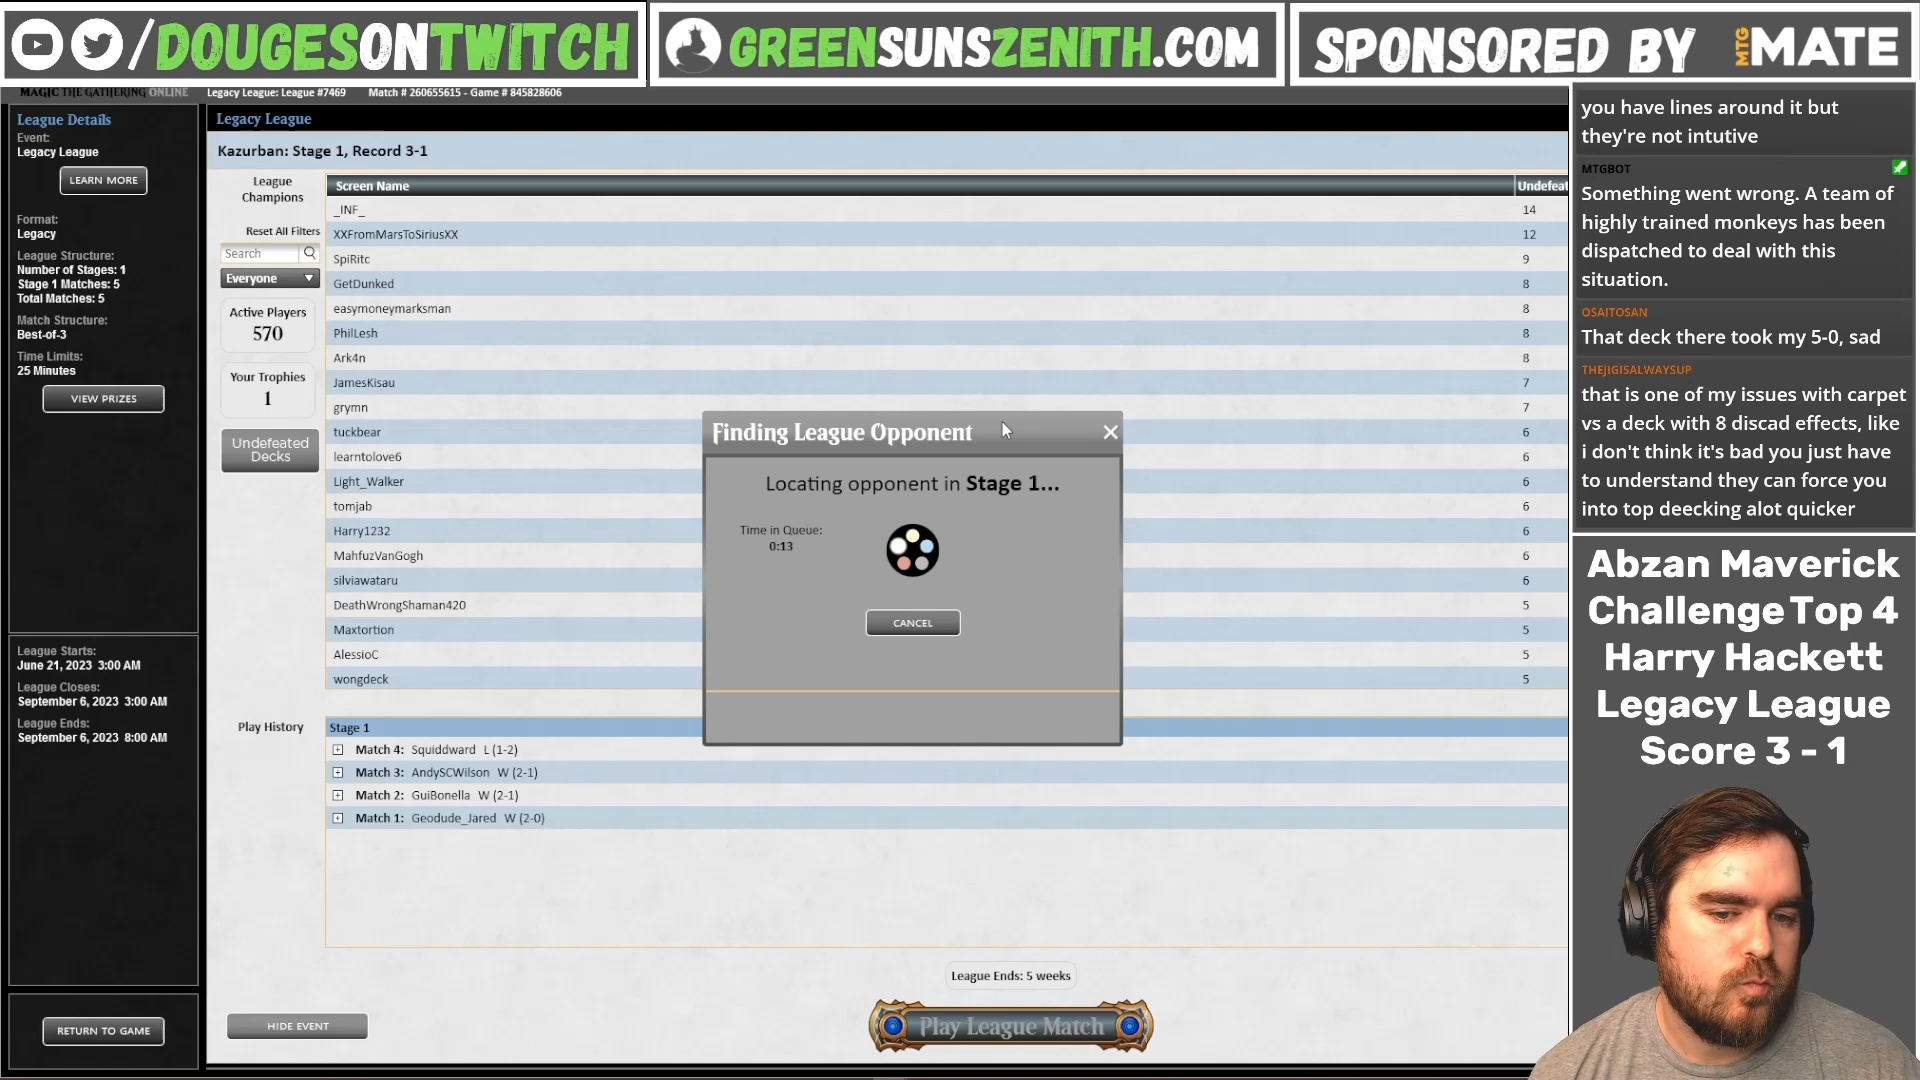 /DOUGESONTWITCH
GREENSUNSZENITH.COM
SPONSORED BY MTG MATE
MAGIC THE GATHERING ONLINE
Legacy League: League #7469 Match # 260655615 - Game # 845828606
League Details
Event:
Legacy League
LEARN MORE
Format:
Legacy
League Structure:
Number of Stages: 1
Stage 1 Matches: 5
Total Matches: 5
Match Structure:
Best-of-3
Time Limits:
25 Minutes
VIEW PRIZES
League Starts:
June 21, 2023 3:00 AM
League Closes:
September 6, 2023 3:00 AM
League Ends:
September 6, 2023 8:00 AM
RETURN TO GAME
Legacy League
Kazurban: Stage 1, Record 3-1
League
Champions
Reset All Filters
Search
Everyone
Active Players
570
Your Trophies
1
Undefeated
Decks
Screen Name Undefeat
_INF_ 14
XXFromMarsToSiriusXX 12
SpiRitc 9
GetDunked 8
easymoneymarksman 8
PhilLesh 8
Ark4n 8
JamesKisau 7
grymn 7
tuckbear 6
learntolove6 6
Light_Walker 6
tomjab 6
Harry1232 6
MahfuzVanGogh 6
silviawataru 6
DeathWrongShaman420 5
Maxtortion 5
AlessioC 5
wongdeck 5
Finding League Opponent
Locating opponent in Stage 1...
Time in Queue:
0:13
CANCEL
Play History
Stage 1
Match 4: Squiddward L (1-2)
Match 3: AndySCWilson W (2-1)
Match 2: GuiBonella W (2-1)
Match 1: Geodude_Jared W (2-0)
League Ends: 5 weeks
HIDE EVENT
Play League Match
you have lines around it but
they're not intutive
MTGBOT
Something went wrong. A team of
highly trained monkeys has been
dispatched to deal with this
situation.
OSAITOSAN
That deck there took my 5-0, sad
THEJIGISALWAYSUP
that is one of my issues with carpet
vs a deck with 8 discad effects, like
i don't think it's bad you just have
to understand they can force you
into top deecking alot quicker
Abzan Maverick
Challenge Top 4
Harry Hackett
Legacy League
Score 3 - 1